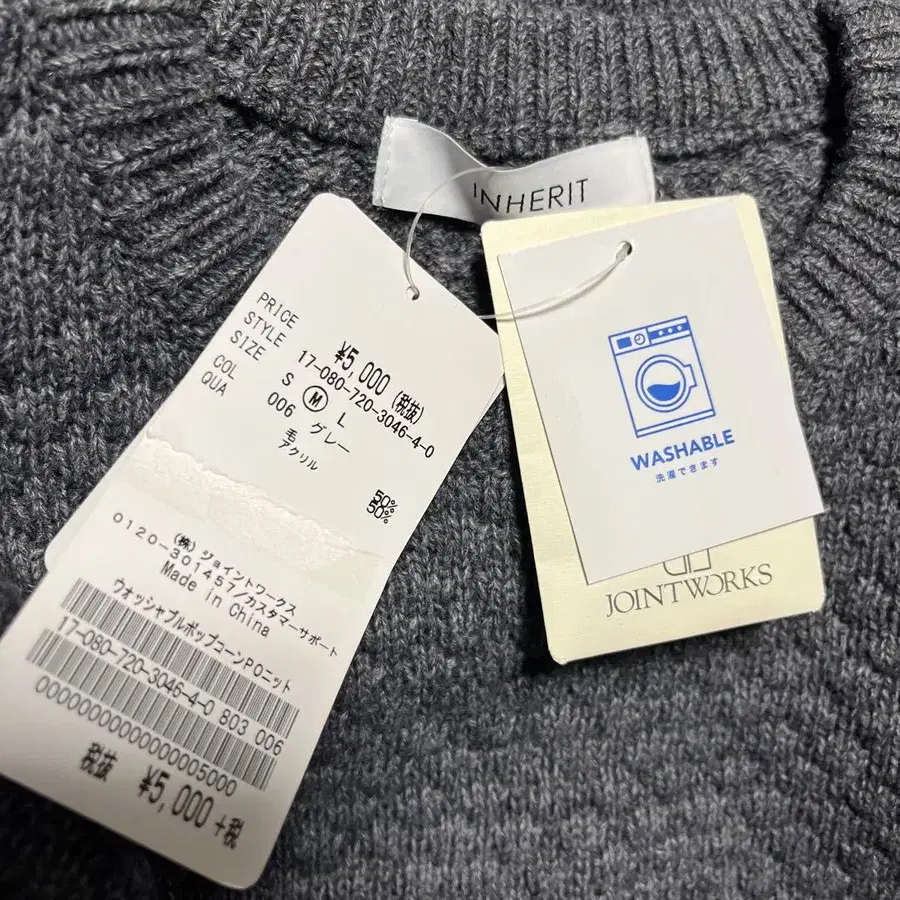 INHERIT
PRICE ¥5,000 (税抜)
STYLE 17-080-720-3046-4-0
SIZE S M L
COL 006 グレー
QUA 毛 50%
アクリル 50%
(株)ジョイントワークス
0120-301457/カスタマーサポート
Made in China
ウォッシャブルポップコーンPOニット
17-080-720-3046-4-0 803 006
0000000000000005000
税抜 ¥5,000 +税
WASHABLE
洗濯できます
JOINTWORKS